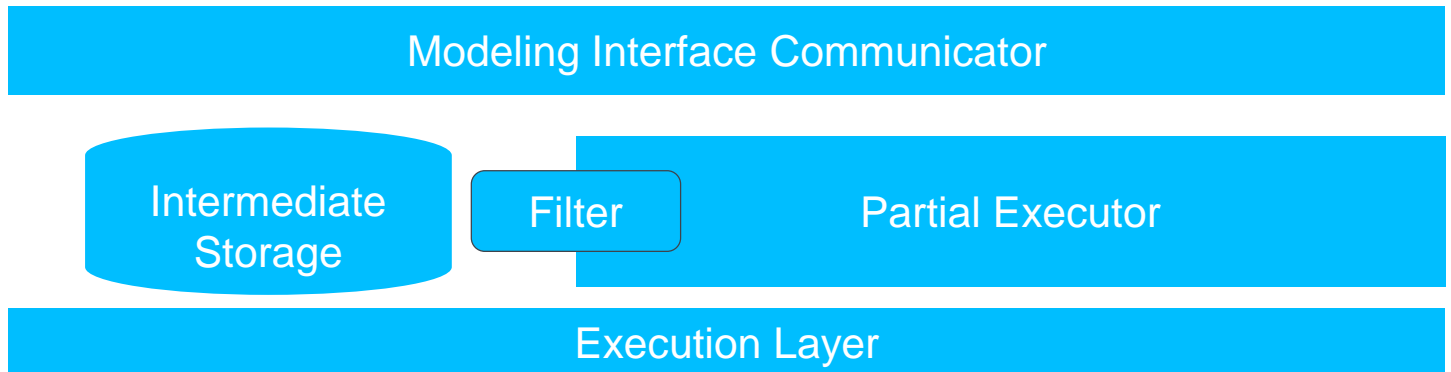 Modeling Interface Communicator
Intermediate
Storage
Filter
Partial Executor
Execution Layer